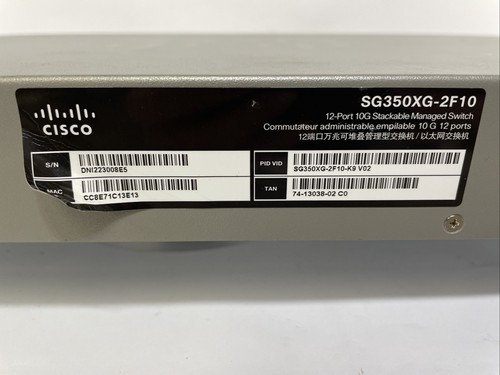 CISCO
SG350XG-2F10
12-Port 10G Stackable Managed Switch
Commutateur administrable, empilable 10 G 12 ports
12端口万兆可堆叠管理型交换机 / 以太网交换机
S/N
DNI223008E5
PID VID
SG350XG-2F10-K9 V02
MAC
CC8E71C13E13
TAN
74-13038-02 C0